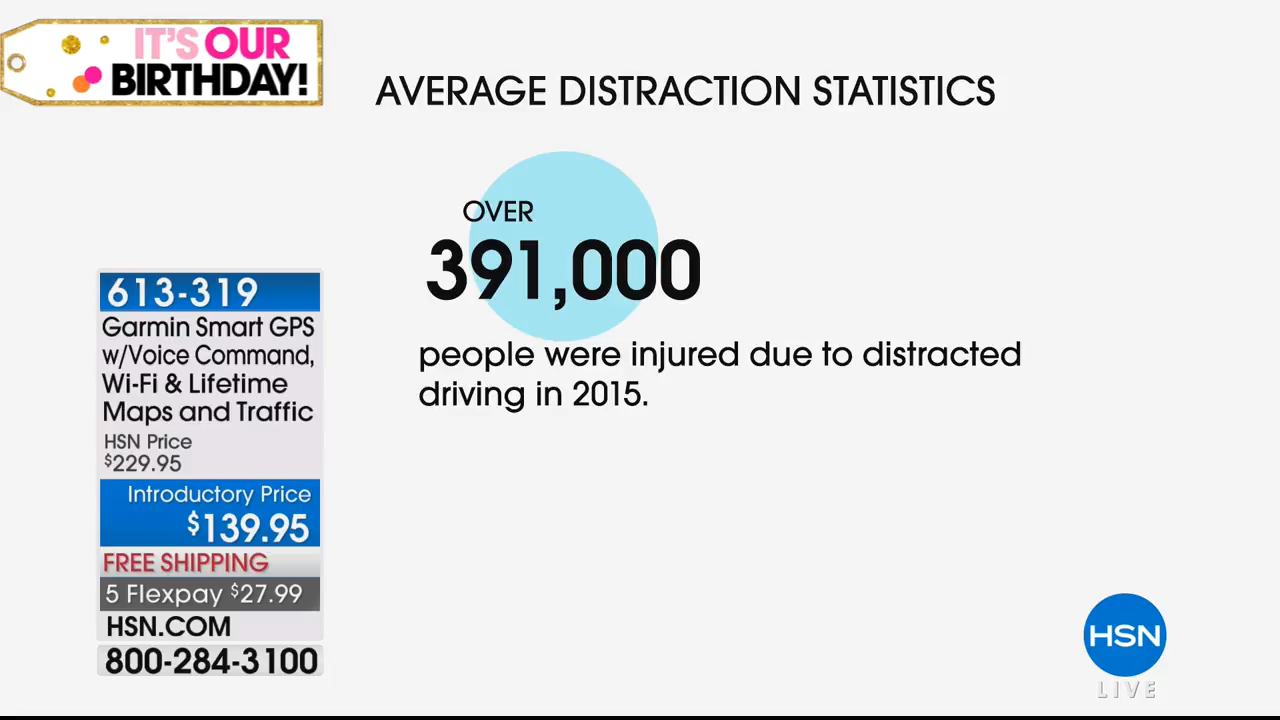 IT'S OUR
BIRTHDAY!
AVERAGE DISTRACTION STATISTICS
OVER
391,000
people were injured due to distracted
driving in 2015.
613-319
Garmin Smart GPS
w/Voice Command,
Wi-Fi & Lifetime
Maps and Traffic
HSN Price
$229.95
Introductory Price
$139.95
FREE SHIPPING
5 Flexpay $27.99
HSN.COM
800-284-3100
HSN
LIVE